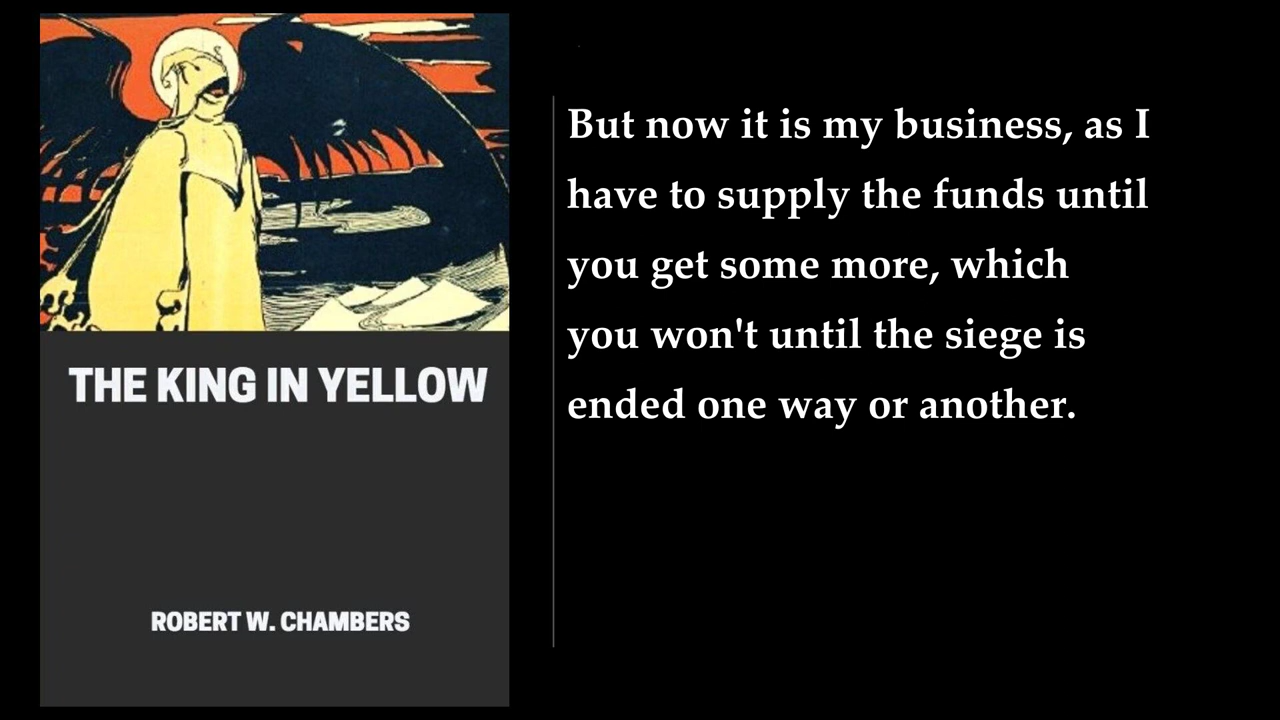 THE KING IN YELLOW
ROBERT W. CHAMBERS
But now it is my business, as I
have to supply the funds until
you get some more, which
you won't until the siege is
ended one way or another.